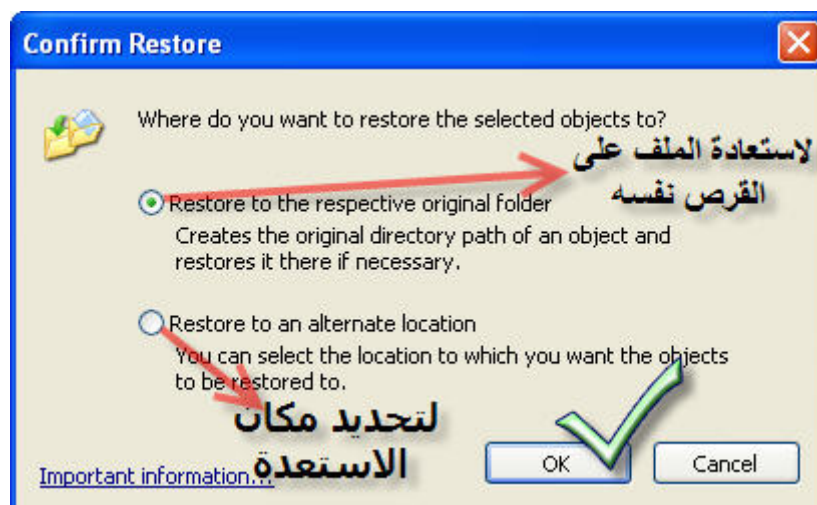 Confirm Restore
Where do you want to restore the selected objects to?
لاستعادة الملف على
القرص نفسه
Restore to the respective original folder
Creates the original directory path of an object and
restores it there if necessary.
Restore to an alternate location
You can select the location to which you want the objects
to be restored to.
لتحديد مكان
الاستعدة
Important information...
OK
Cancel